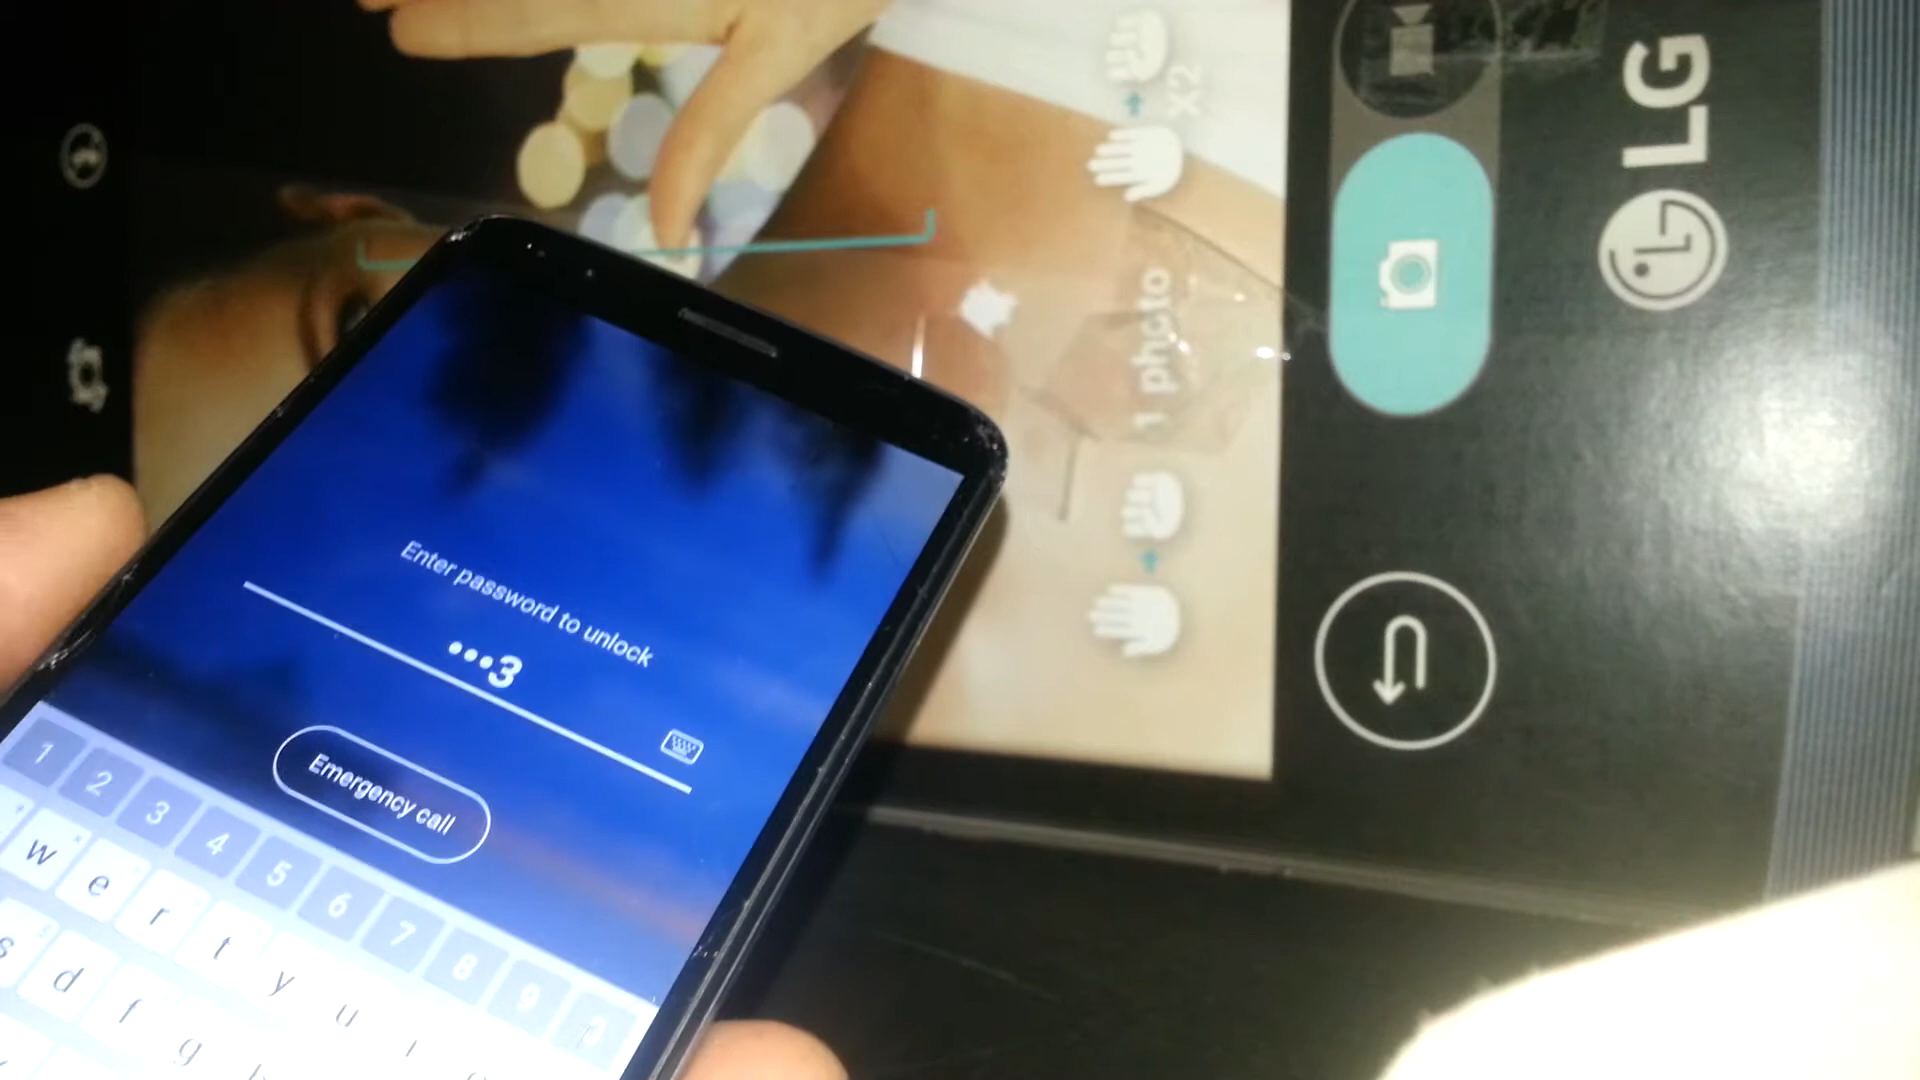 Enter password to unlock
•••3
Emergency call
1 2 3 4 5 6 7 8 9
w e r t y u i
s d f g
X2
1 photo
LG